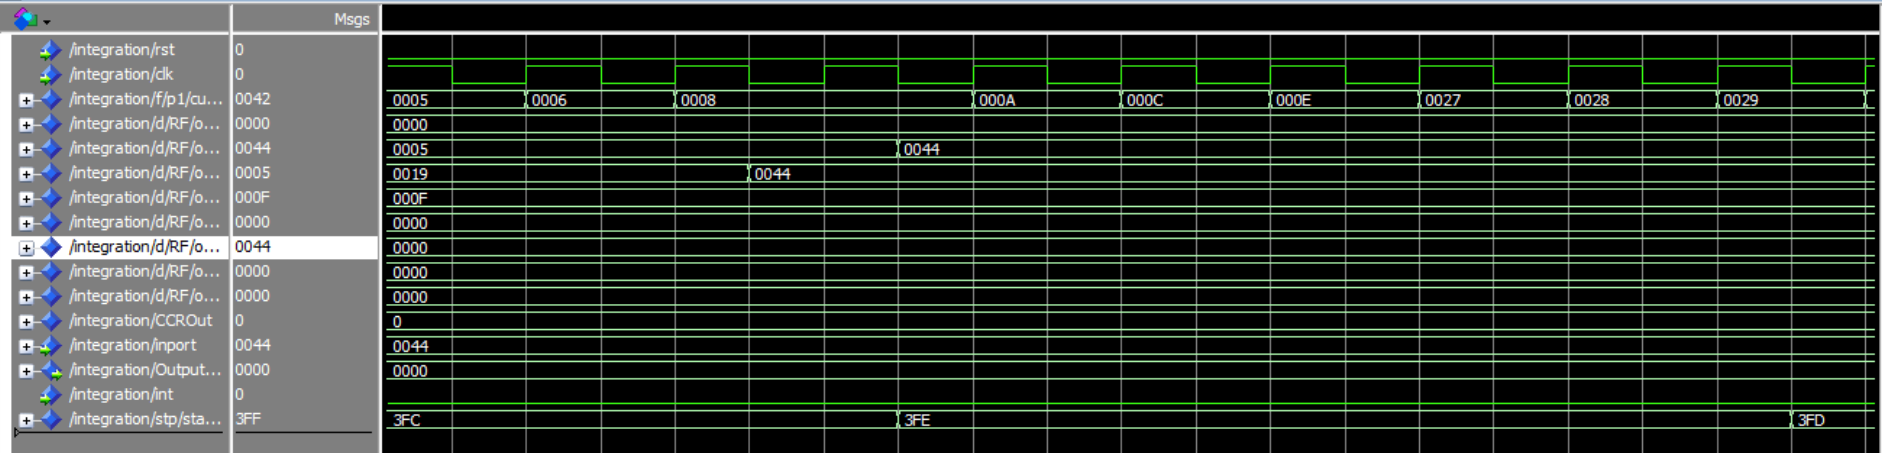 Msgs
/integration/rst 0
/integration/clk 0
/integration/f/p1/cu... 0042 0005 0006 0008 000A 000C 000E 0027 0028 0029
/integration/d/RF/o... 0000 0000
/integration/d/RF/o... 0044 0005 0044
/integration/d/RF/o... 0005 0019 0044
/integration/d/RF/o... 000F 000F
/integration/d/RF/o... 0000 0000
/integration/d/RF/o... 0044 0000
/integration/d/RF/o... 0000 0000
/integration/d/RF/o... 0000 0000
/integration/CCROut 0 0
/integration/inport 0044 0044
/integration/Output... 0000 0000
/integration/int 0
/integration/stp/sta... 3FF 3FC 3FE 3FD